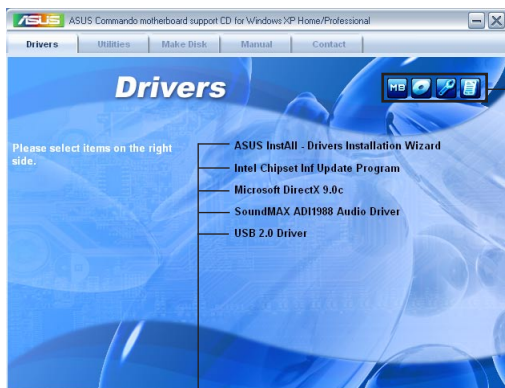 ASUS ASUS Commando motherboard support CD for Windows XP Home/Professional
Drivers Utilities Make Disk Manual Contact
Drivers
MB
Please select items on the right
side.
ASUS InstAll - Drivers Installation Wizard
Intel Chipset Inf Update Program
Microsoft DirectX 9.0c
SoundMAX ADI1988 Audio Driver
USB 2.0 Driver